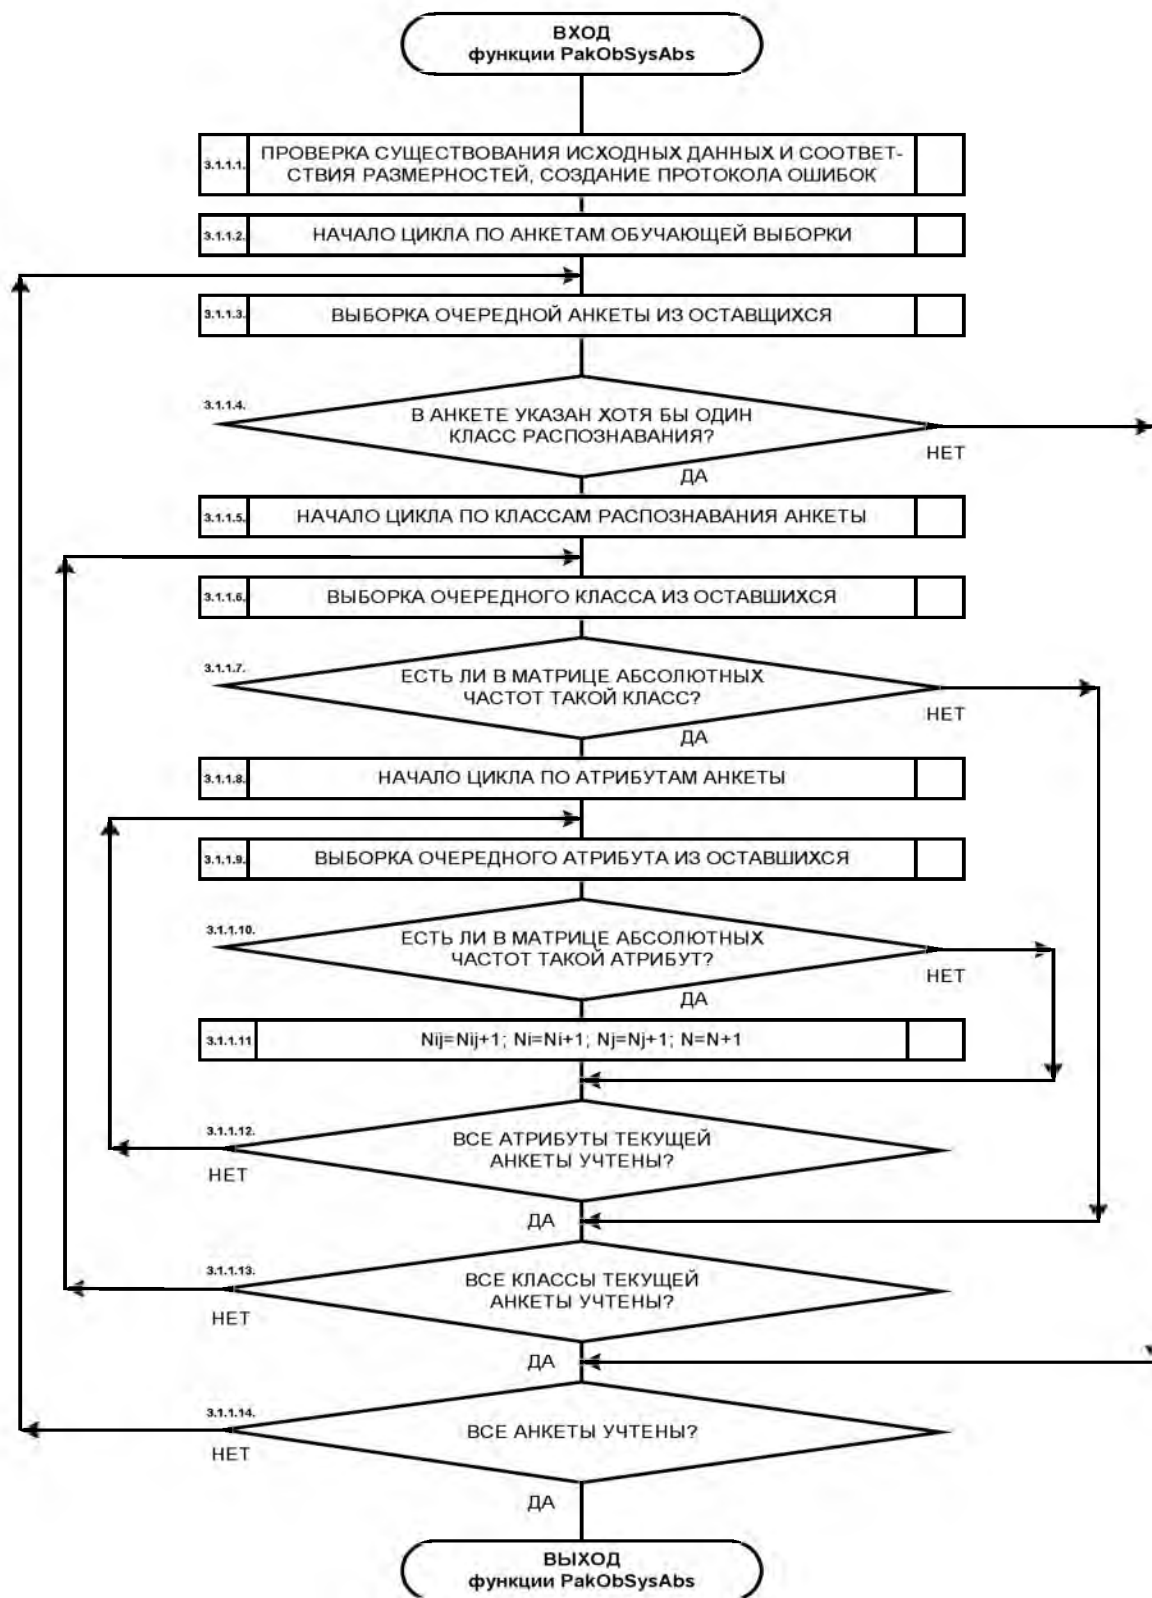 ВХОД
функции PakObSysAbs
3.1.1.1.
ПРОВЕРКА СУЩЕСТВОВАНИЯ ИСХОДНЫХ ДАННЫХ И СООТВЕТ-
СТВИЯ РАЗМЕРНОСТЕЙ, СОЗДАНИЕ ПРОТОКОЛА ОШИБОК
3.1.1.2.
НАЧАЛО ЦИКЛА ПО АНКЕТАМ ОБУЧАЮЩЕЙ ВЫБОРКИ
3.1.1.3.
ВЫБОРКА ОЧЕРЕДНОЙ АНКЕТЫ ИЗ ОСТАВЩИХСЯ
3.1.1.4.
В АНКЕТЕ УКАЗАН ХОТЯ БЫ ОДИН
КЛАСС РАСПОЗНАВАНИЯ?
НЕТ
ДА
3.1.1.5.
НАЧАЛО ЦИКЛА ПО КЛАССАМ РАСПОЗНАВАНИЯ АНКЕТЫ
3.1.1.6.
ВЫБОРКА ОЧЕРЕДНОГО КЛАССА ИЗ ОСТАВШИХСЯ
3.1.1.7.
ЕСТЬ ЛИ В МАТРИЦЕ АБСОЛЮТНЫХ
ЧАСТОТ ТАКОЙ КЛАСС?
НЕТ
ДА
3.1.1.8.
НАЧАЛО ЦИКЛА ПО АТРИБУТАМ АНКЕТЫ
3.1.1.9.
ВЫБОРКА ОЧЕРЕДНОГО АТРИБУТА ИЗ ОСТАВШИХСЯ
3.1.1.10.
ЕСТЬ ЛИ В МАТРИЦЕ АБСОЛЮТНЫХ
ЧАСТОТ ТАКОЙ АТРИБУТ?
НЕТ
ДА
3.1.1.11
Nij=Nij+1; Ni=Ni+1; Nj=Nj+1; N=N+1
3.1.1.12.
ВСЕ АТРИБУТЫ ТЕКУЩЕЙ
АНКЕТЫ УЧТЕНЫ?
НЕТ
ДА
3.1.1.13.
ВСЕ КЛАССЫ ТЕКУЩЕЙ
АНКЕТЫ УЧТЕНЫ?
НЕТ
ДА
3.1.1.14.
ВСЕ АНКЕТЫ УЧТЕНЫ?
НЕТ
ДА
ВЫХОД
функции PakObSysAbs